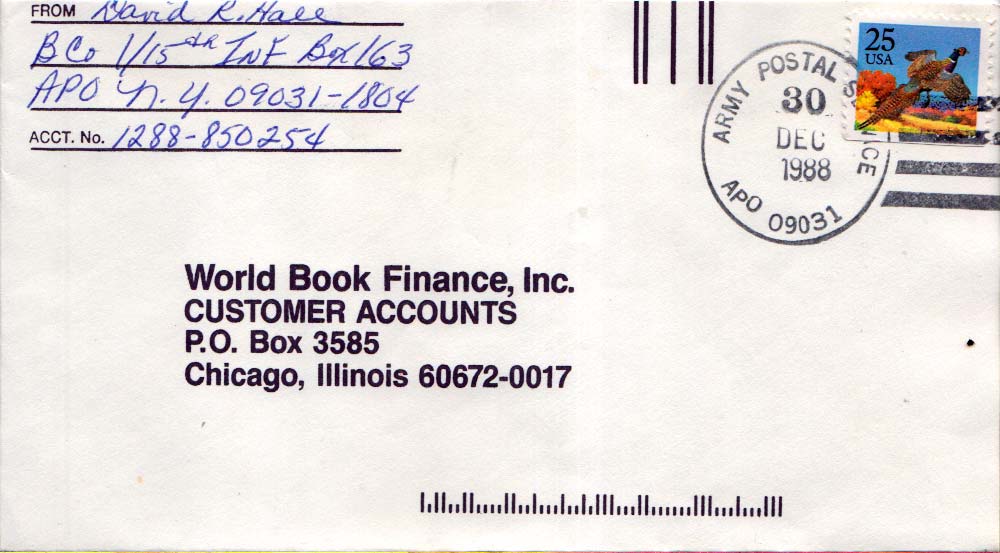 FROM David R. Hall
B Co 1/15th INF Box 163
APO N.Y. 09031-1804
ACCT. No. 1288-850254
25
USA
ARMY POSTAL S
ICE
30
DEC
1988
APO 09031
World Book Finance, Inc.
CUSTOMER ACCOUNTS
P.O. Box 3585
Chicago, Illinois 60672-0017